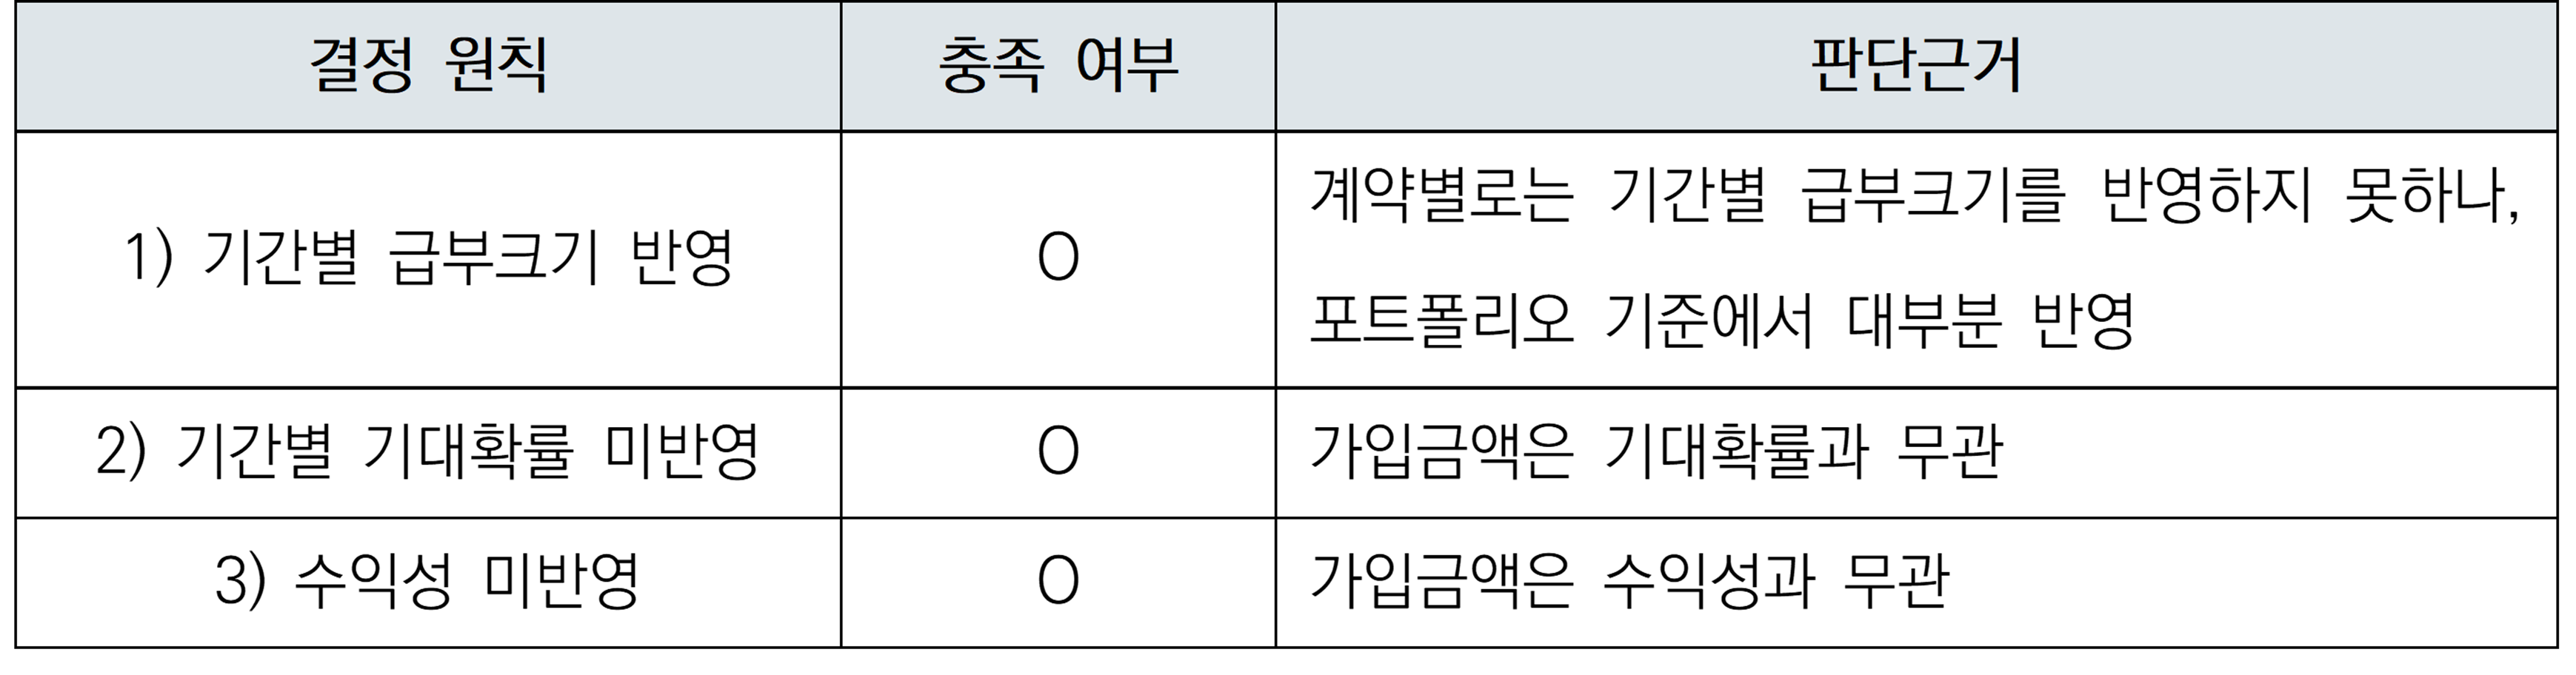 결정 원칙 충족 여부 판단근거
계약별로는 기간별 급부크기를 반영하지 못하나,
1) 기간별 급부크기 반영 O
포트폴리오 기준에서 대부분 반영
2) 기간별 기대확률 미반영 O 가입금액은 기대확률과 무관
3) 수익성 미반영 O 가입금액은 수익성과 무관